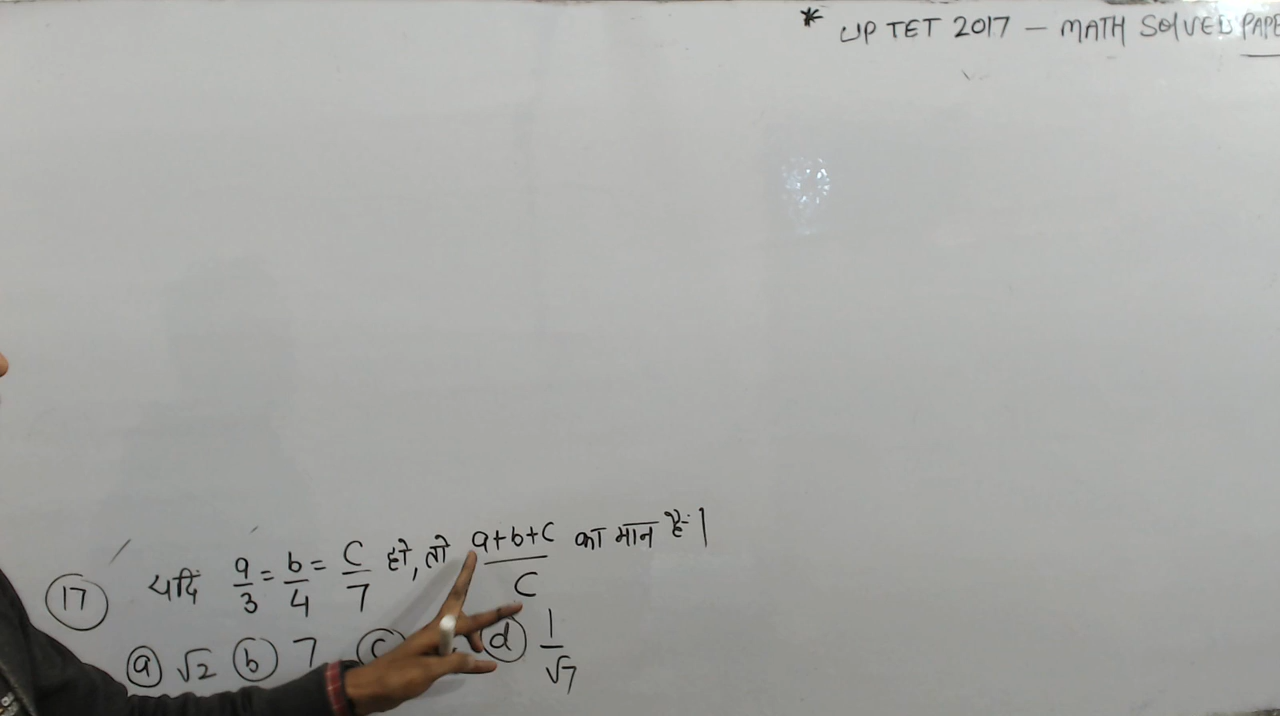 * UP TET 2017 – MATH SOLVED PAPE
17 यदि a/3 = b/4 = c/7 हो, तो (a+b+c)/c का मान है।
a √2 b 7 c d 1/√7